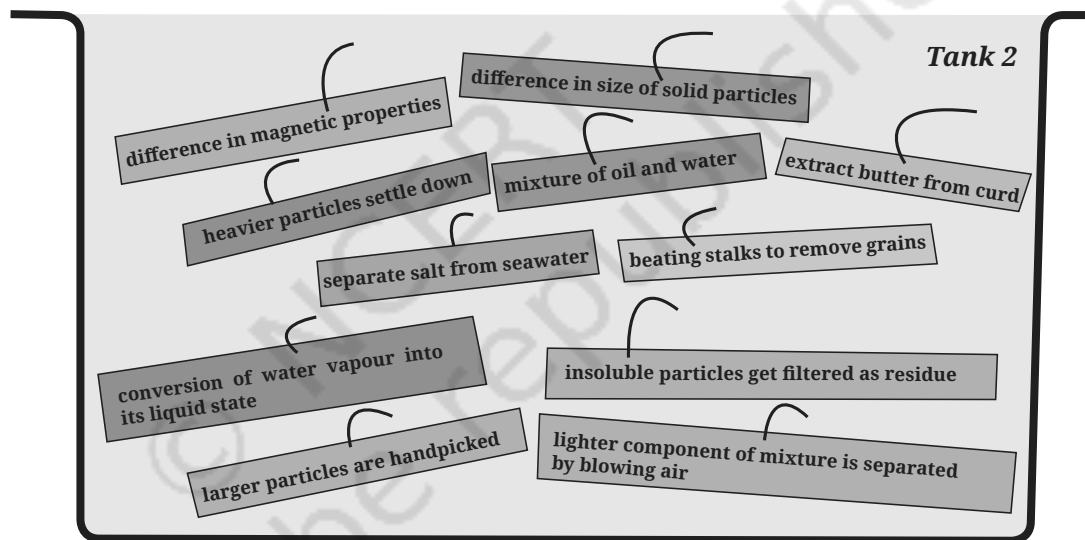 Tank 2
difference in magnetic properties
difference in size of solid particles
heavier particles settle down
mixture of oil and water
extract butter from curd
separate salt from seawater
beating stalks to remove grains
conversion of water vapour into
its liquid state
insoluble particles get filtered as residue
larger particles are handpicked
lighter component of mixture is separated
by blowing air
© NCERT
be republishe